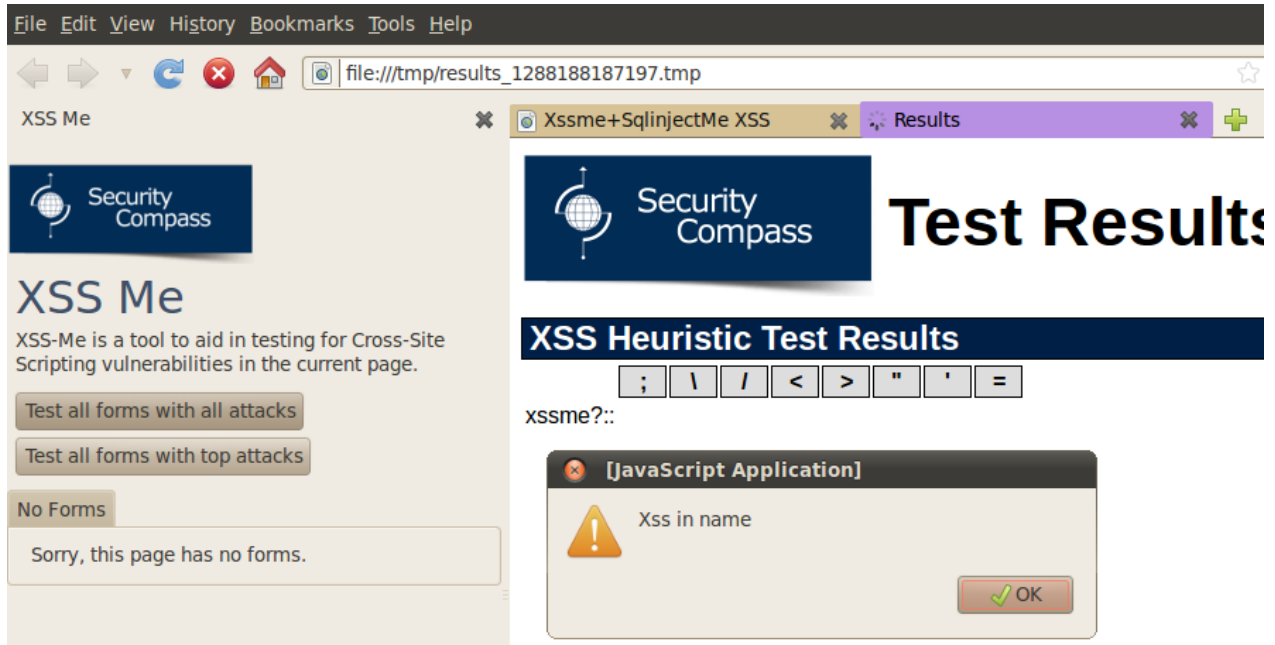 File Edit View History Bookmarks Tools Help
file:///tmp/results_1288188187197.tmp
XSS Me
Xssme+SqlinjectMe XSS
Results
Security
Compass
XSS Me
XSS-Me is a tool to aid in testing for Cross-Site
Scripting vulnerabilities in the current page.
Test all forms with all attacks
Test all forms with top attacks
No Forms
Sorry, this page has no forms.
Security
Compass
Test Results
XSS Heuristic Test Results
; \ / < > " ' =
xssme?::
[JavaScript Application]
Xss in name
OK